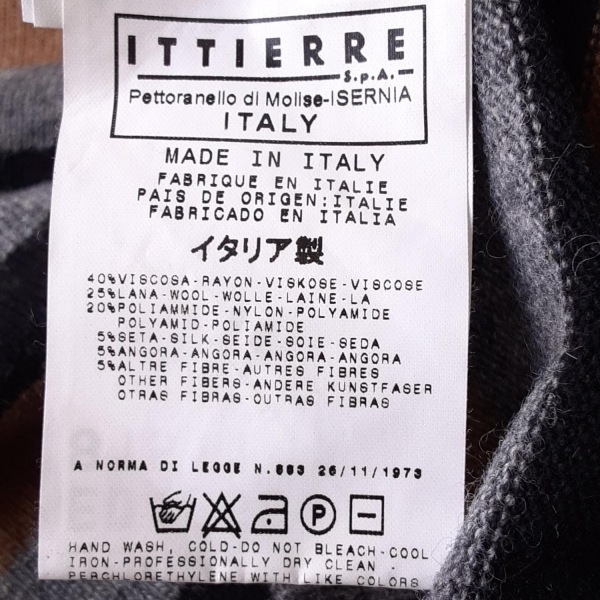 ITTIERRE
S.p.A.
Pettoranello di Molise-ISERNIA
ITALY
MADE IN ITALY
FABRIQUE EN ITALIE
PAIS DE ORIGEN:ITALIE
FABRICADO EN ITALIA
イタリア製
40%VISCOSA-RAYON-VISKOSE-VISCOSE
25%LANA-WOOL-WOLLE-LAINE-LA
20%POLIAMMIDE-NYLON-POLYAMIDE
POLYAMID-POLIAMIDE
5%SETA-SILK-SEIDE-SOIE-SEDA
5%ANGORA-ANGORA-ANGORA-ANGORA
5%ALTRE FIBRE-AUTRES FIBRES
OTHER FIBERS-ANDERE KUNSTFASER
OTRAS FIBRAS-OUTRAS FIBRAS
A NORMA DI LEGGE N.883 26/11/1973
P
HAND WASH, COLD-DO NOT BLEACH-COOL
IRON-PROFESSIONALLY DRY CLEAN -
PERCHLORETHYLENE WITH LIKE COLORS